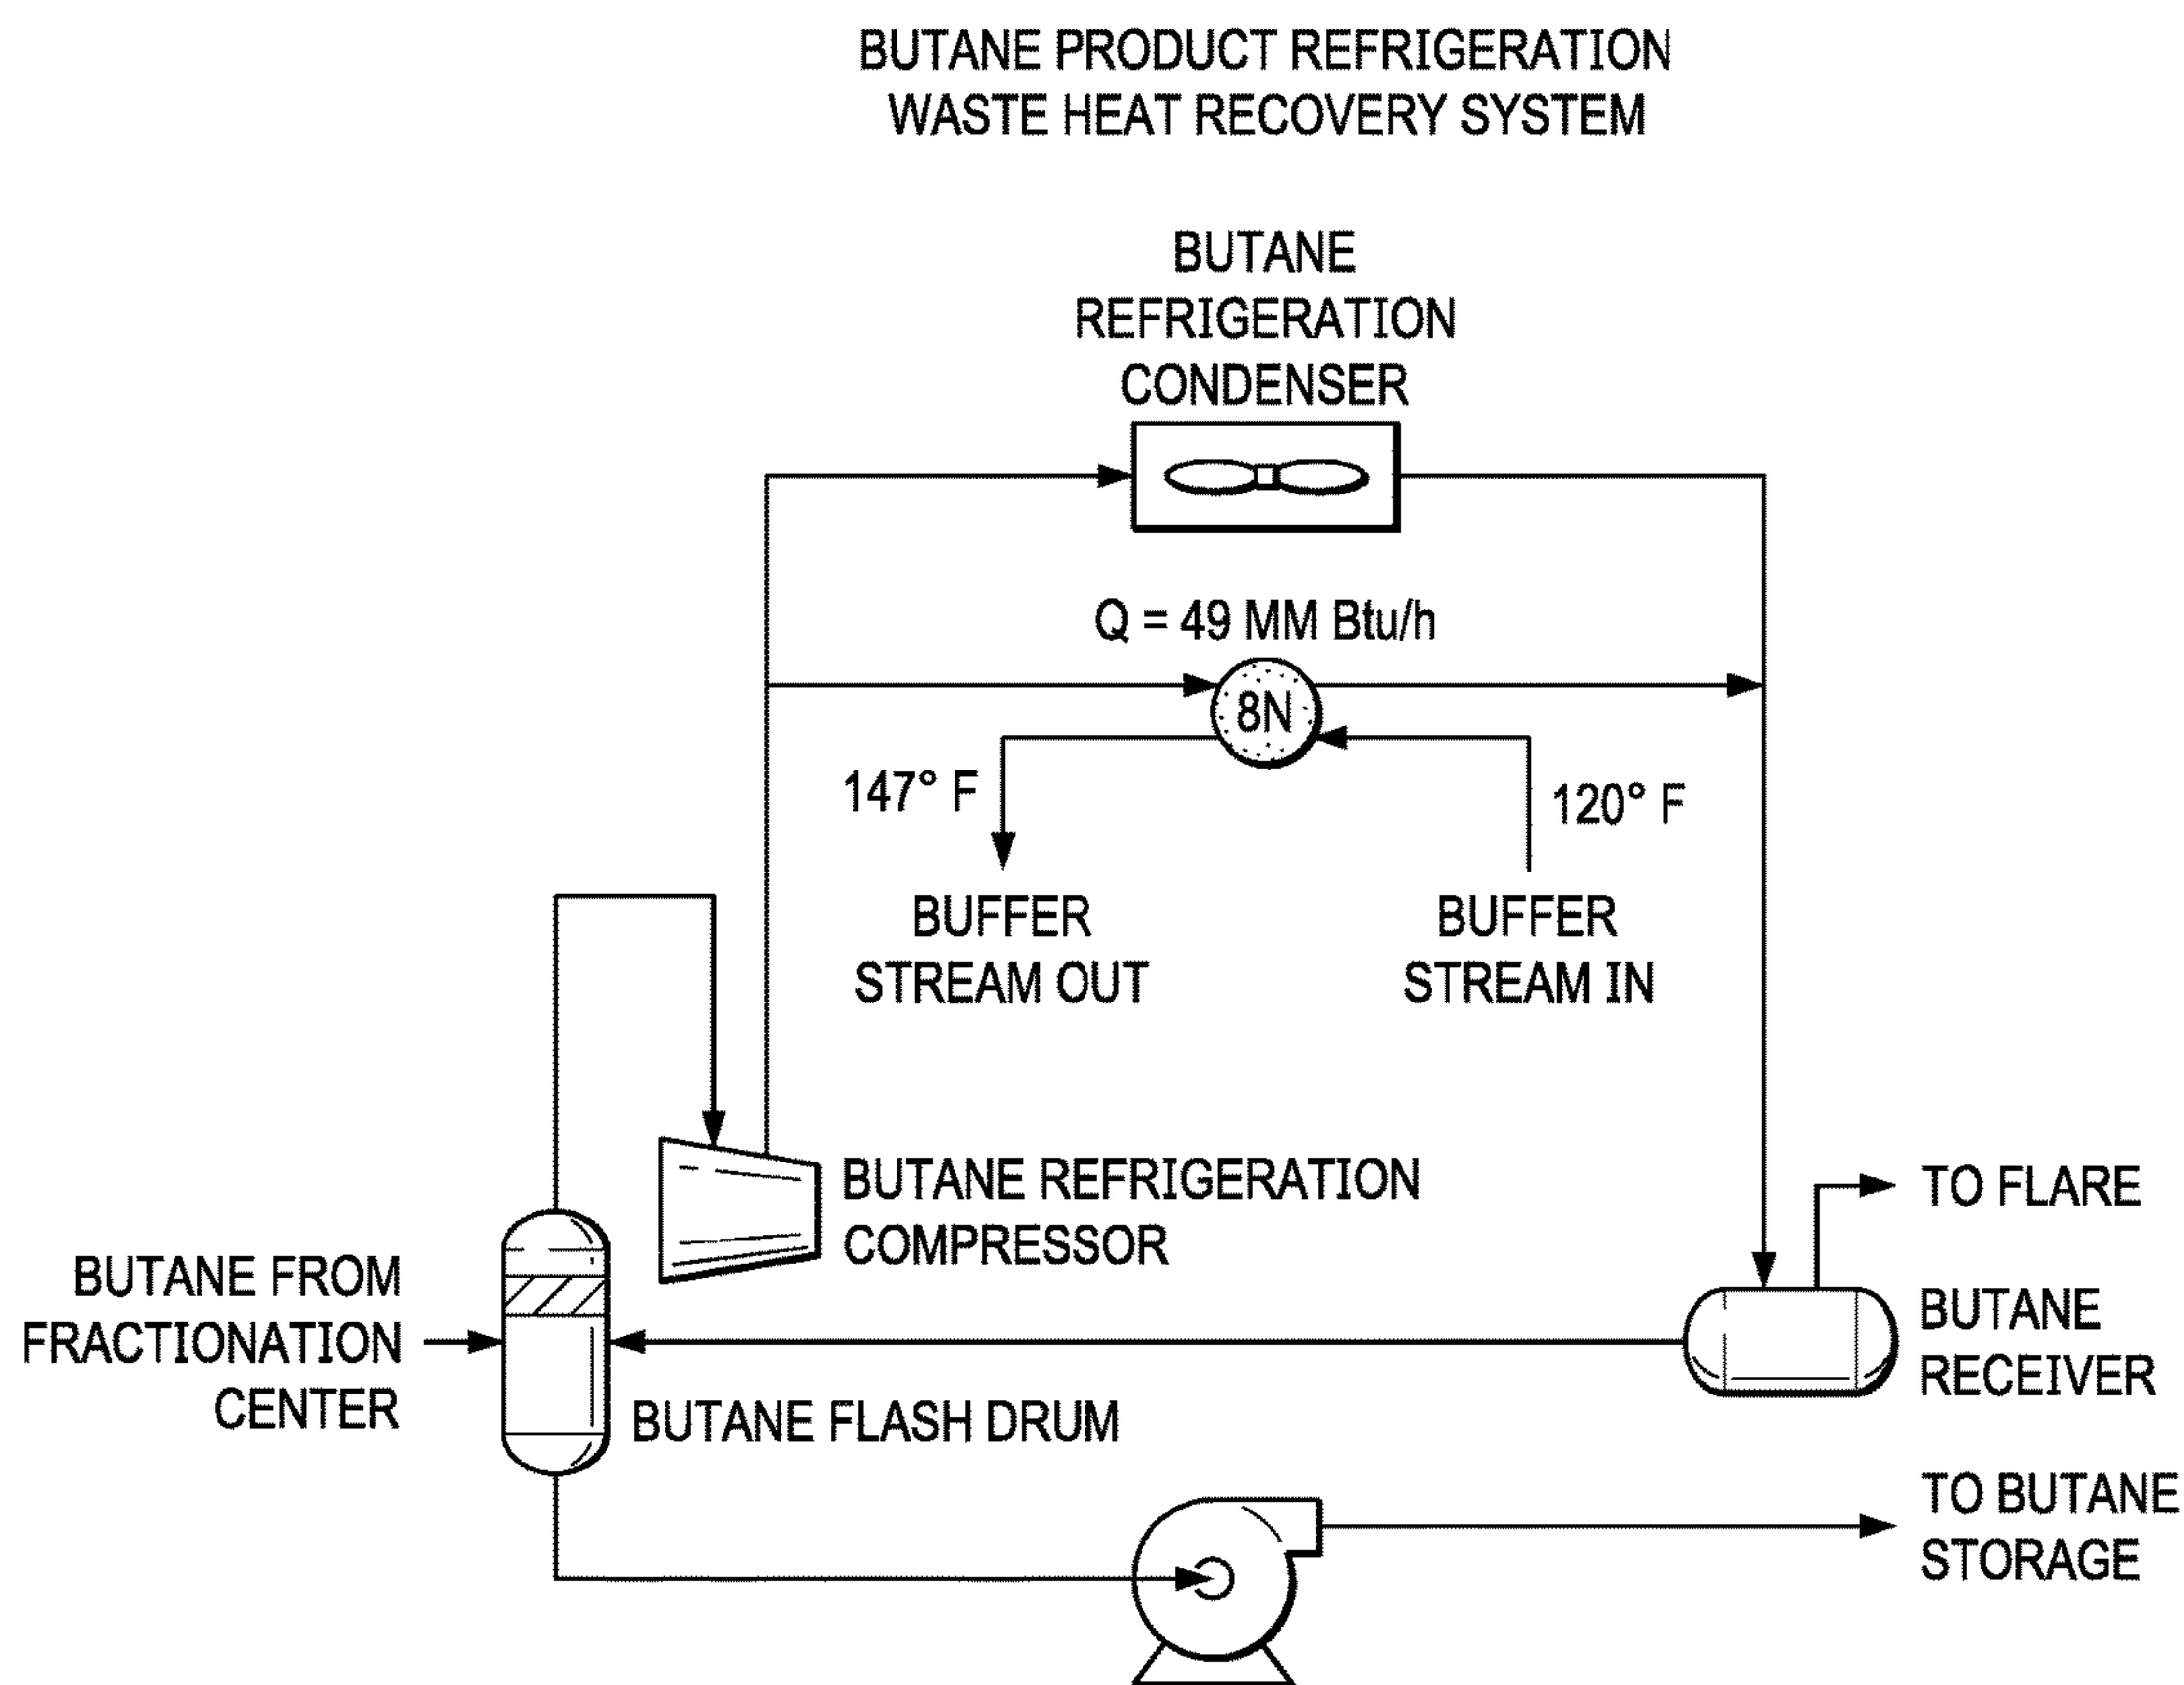 BUTANE PRODUCT REFRIGERATION
WASTE HEAT RECOVERY SYSTEM
BUTANE
REFRIGERATION
CONDENSER
Q = 49 MM Btu/h
8N
147° F
120° F
BUFFER
STREAM OUT
BUFFER
STREAM IN
BUTANE REFRIGERATION
COMPRESSOR
TO FLARE
BUTANE FROM
FRACTIONATION
CENTER
BUTANE
RECEIVER
BUTANE FLASH DRUM
TO BUTANE
STORAGE